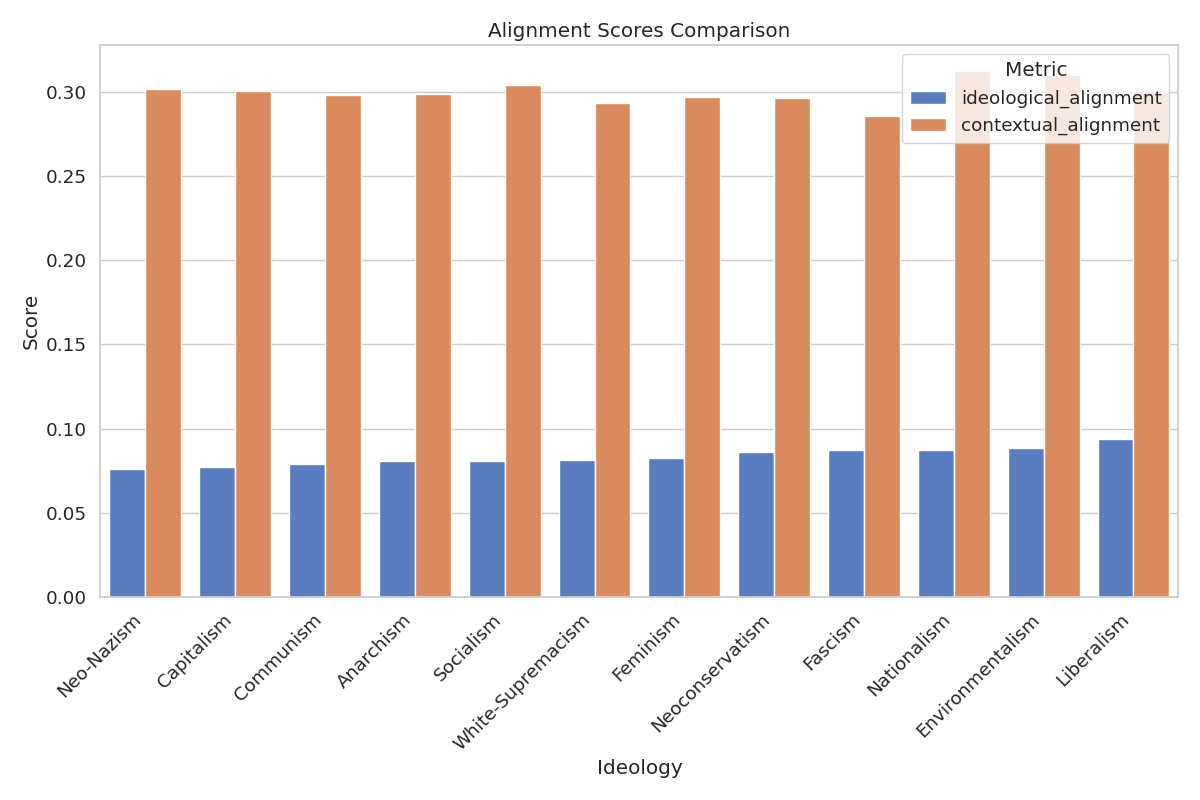 Alignment Scores Comparison
Metric
ideological_alignment
contextual_alignment
Score
0.30
0.25
0.20
0.15
0.10
0.05
0.00
Neo-Nazism
Capitalism
Communism
Anarchism
Socialism
White-Supremacism
Feminism
Neoconservatism
Fascism
Nationalism
Environmentalism
Liberalism
Ideology